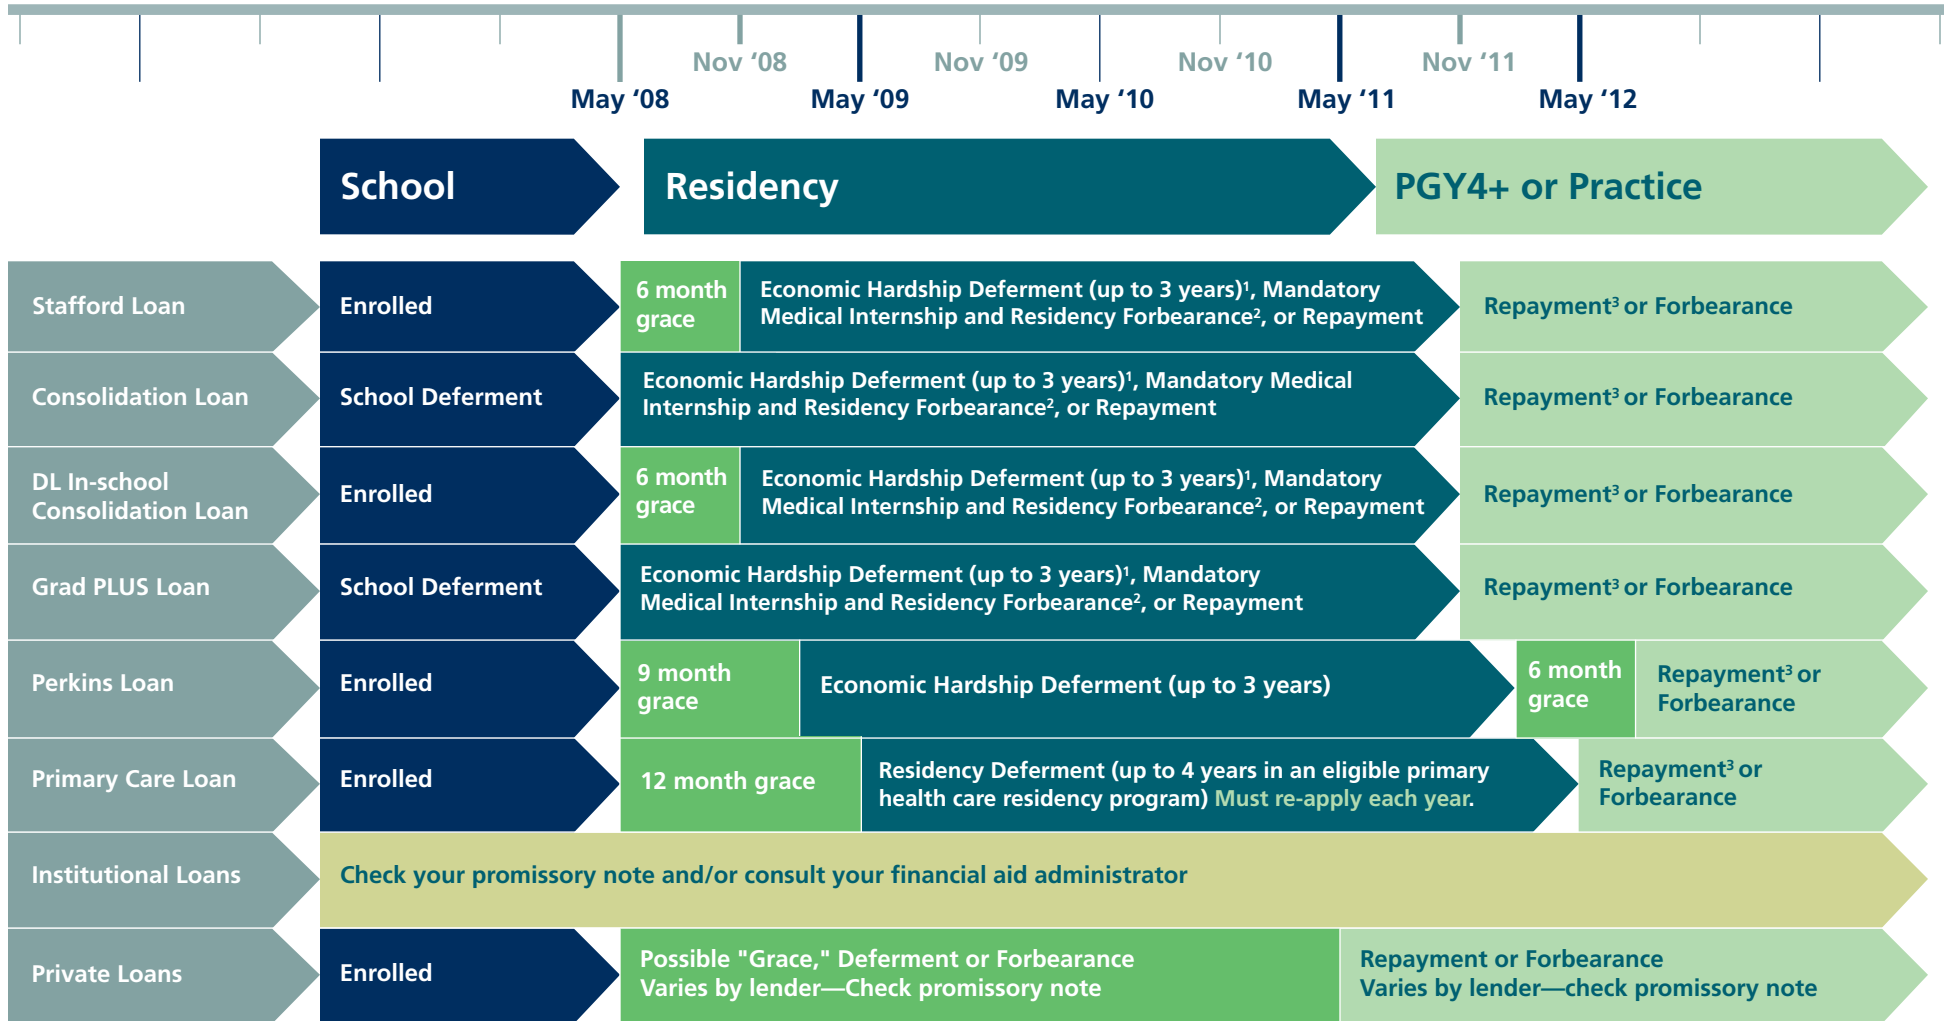 Nov ‘08
Nov ‘09
Nov ‘10
Nov ‘11
May ‘08
May ‘09
May ‘10
May ‘11
May ‘12
School
Residency
PGY4+ or Practice
Stafford Loan
Enrolled
6 month
grace
Economic Hardship Deferment (up to 3 years)¹, Mandatory
Medical Internship and Residency Forbearance², or Repayment
Repayment³ or Forbearance
Consolidation Loan
School Deferment
Economic Hardship Deferment (up to 3 years)¹, Mandatory Medical
Internship and Residency Forbearance², or Repayment
Repayment³ or Forbearance
DL In-school
Consolidation Loan
Enrolled
6 month
grace
Economic Hardship Deferment (up to 3 years)¹, Mandatory
Medical Internship and Residency Forbearance², or Repayment
Repayment³ or Forbearance
Grad PLUS Loan
School Deferment
Economic Hardship Deferment (up to 3 years)¹, Mandatory
Medical Internship and Residency Forbearance², or Repayment
Repayment³ or Forbearance
Perkins Loan
Enrolled
9 month
grace
Economic Hardship Deferment (up to 3 years)
6 month
grace
Repayment³ or
Forbearance
Primary Care Loan
Enrolled
12 month grace
Residency Deferment (up to 4 years in an eligible primary
health care residency program) Must re-apply each year.
Repayment³ or
Forbearance
Institutional Loans
Check your promissory note and/or consult your financial aid administrator
Private Loans
Enrolled
Possible "Grace," Deferment or Forbearance
Varies by lender—Check promissory note
Repayment or Forbearance
Varies by lender—check promissory note